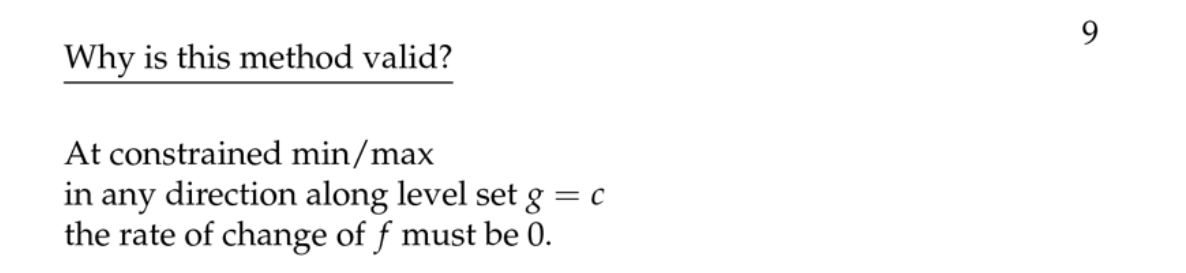 9
Why is this method valid?
At constrained min/max
in any direction along level set g = c
the rate of change of f must be 0.